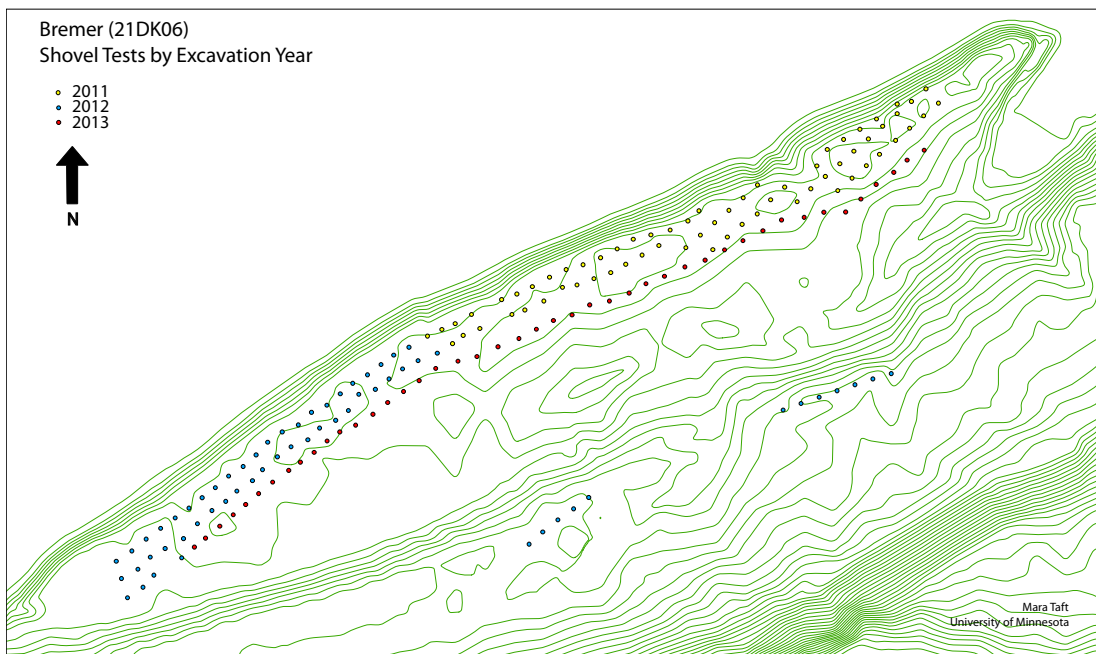 Bremer (21DK06)
Shovel Tests by Excavation Year
2011
2012
2013
N
Mara Taft
University of Minnesota